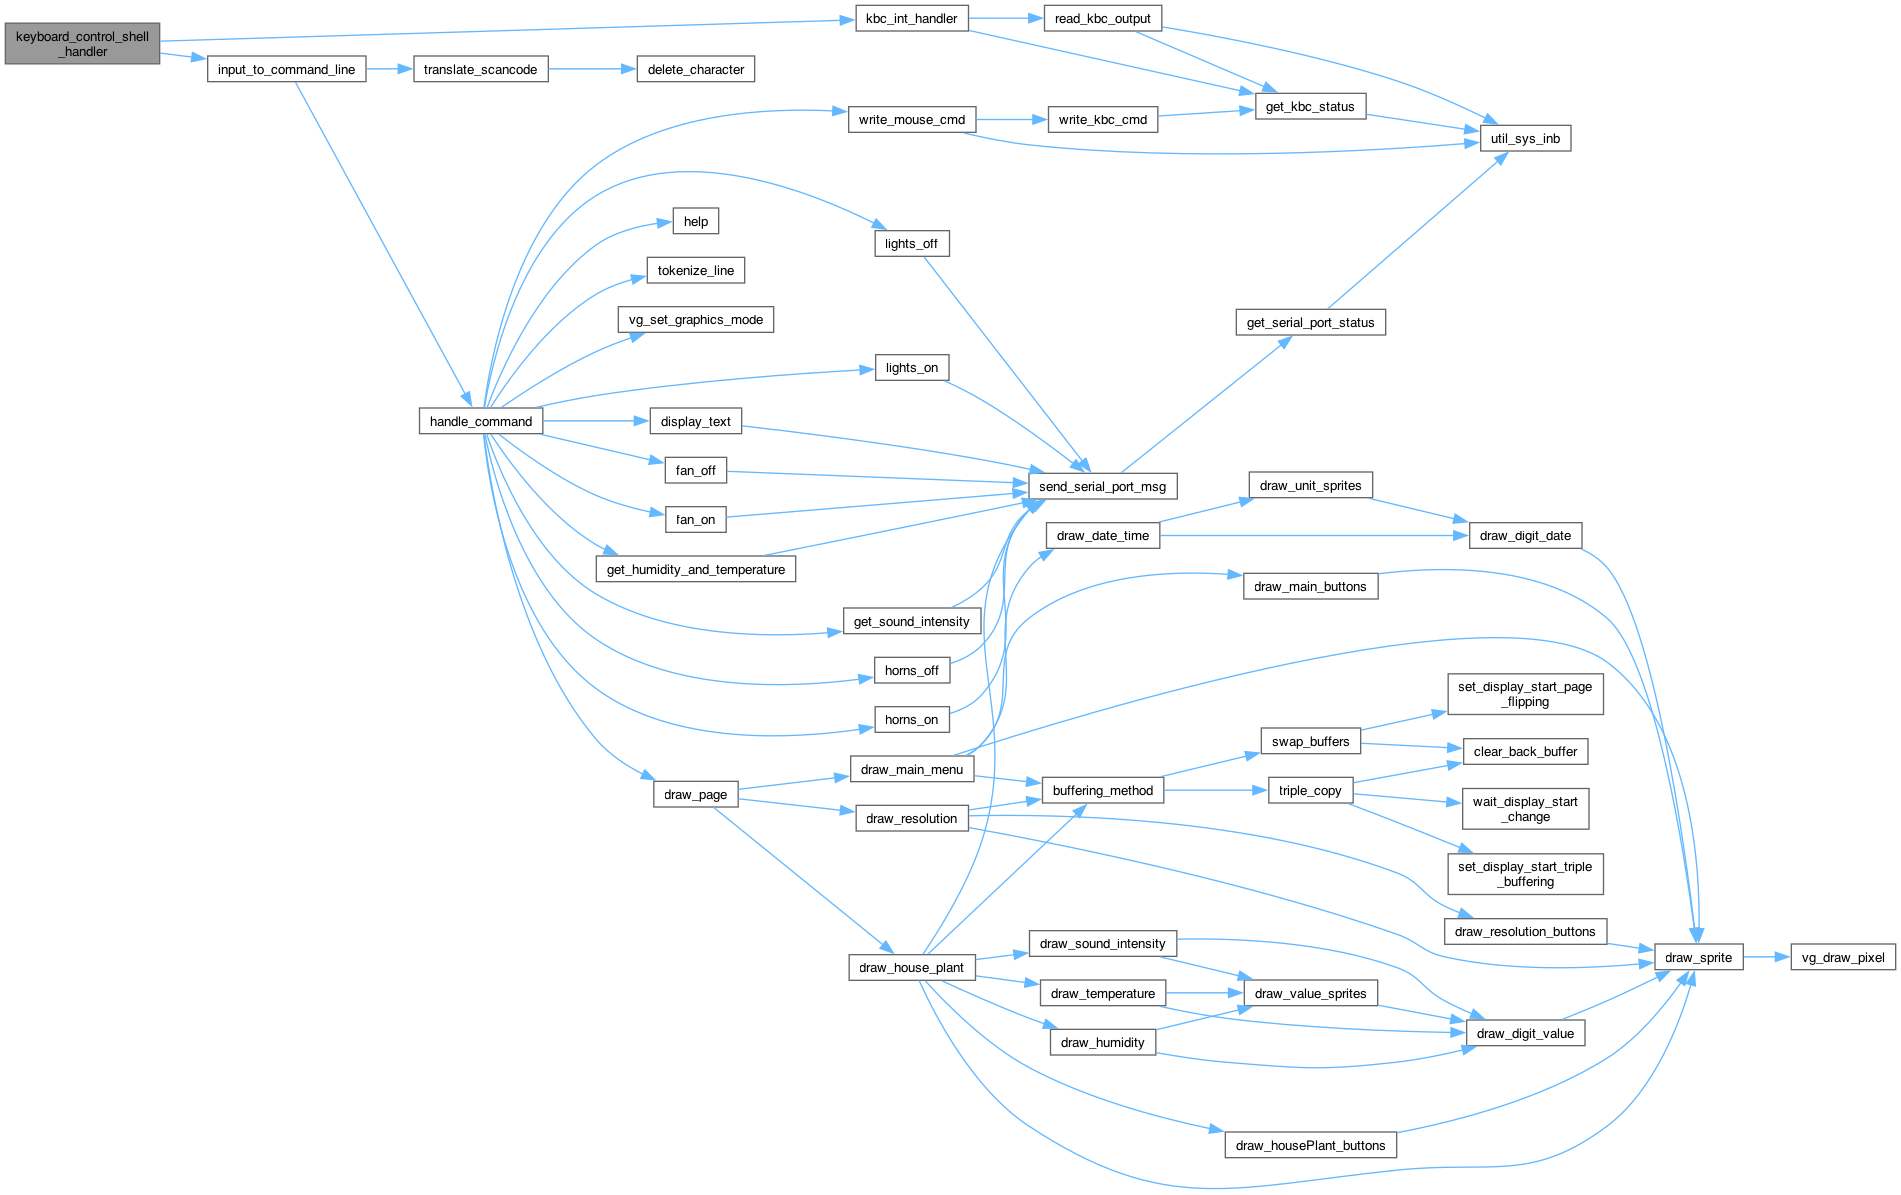 keyboard_control_shell
_handler
kbc_int_handler
read_kbc_output
input_to_command_line
translate_scancode
delete_character
get_kbc_status
write_mouse_cmd
write_kbc_cmd
util_sys_inb
help
lights_off
tokenize_line
vg_set_graphics_mode
get_serial_port_status
lights_on
handle_command
display_text
fan_off
send_serial_port_msg
draw_unit_sprites
fan_on
draw_date_time
draw_digit_date
get_humidity_and_temperature
draw_main_buttons
get_sound_intensity
horns_off
set_display_start_page
_flipping
horns_on
swap_buffers
clear_back_buffer
draw_main_menu
draw_page
buffering_method
triple_copy
wait_display_start
_change
draw_resolution
set_display_start_triple
_buffering
draw_resolution_buttons
draw_sound_intensity
draw_house_plant
draw_sprite
vg_draw_pixel
draw_temperature
draw_value_sprites
draw_humidity
draw_digit_value
draw_housePlant_buttons